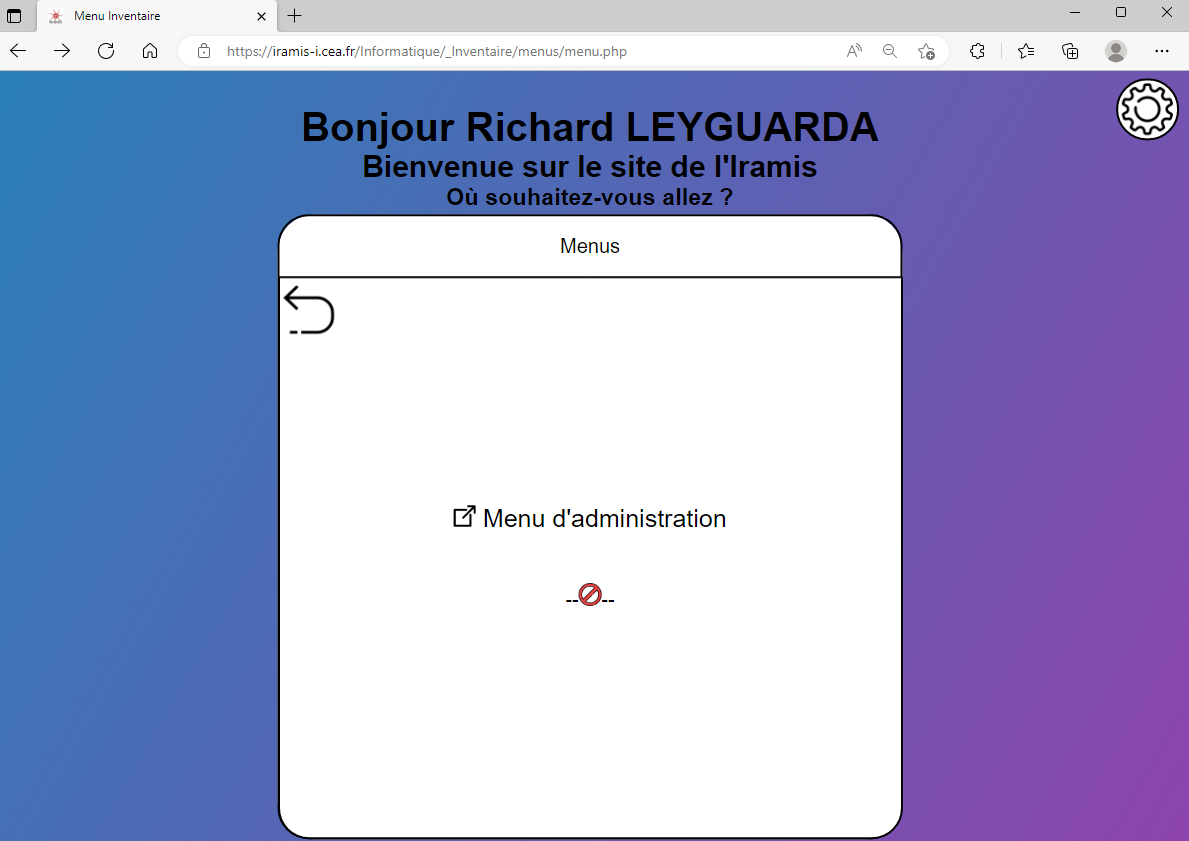 Menu Inventaire
https://iramis-i.cea.fr/Informatique/_Inventaire/menus/menu.php
Bonjour Richard LEYGUARDA
Bienvenue sur le site de l'Iramis
Où souhaitez-vous allez ?
Menus
Menu d'administration
--🚫--